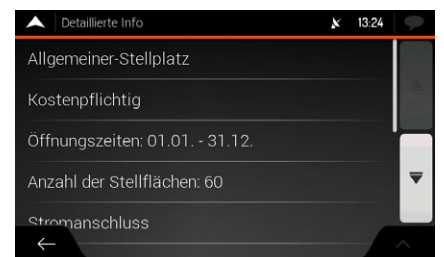 Detaillierte Info 13:24
Allgemeiner-Stellplatz
Kostenpflichtig
Öffnungszeiten: 01.01. - 31.12.
Anzahl der Stellflächen: 60
Stromanschluss